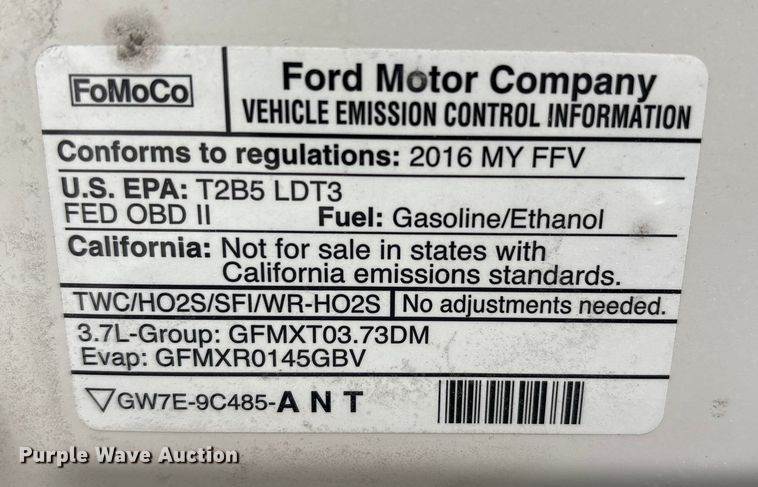 FoMoCo
Ford Motor Company
VEHICLE EMISSION CONTROL INFORMATION
Conforms to regulations: 2016 MY FFV
U.S. EPA: T2B5 LDT3
FED OBD II Fuel: Gasoline/Ethanol
California: Not for sale in states with
California emissions standards.
TWC/HO2S/SFI/WR-HO2S No adjustments needed.
3.7L-Group: GFMXT03.73DM
Evap: GFMXR0145GBV
GW7E-9C485-A N T
Purple Wave Auction